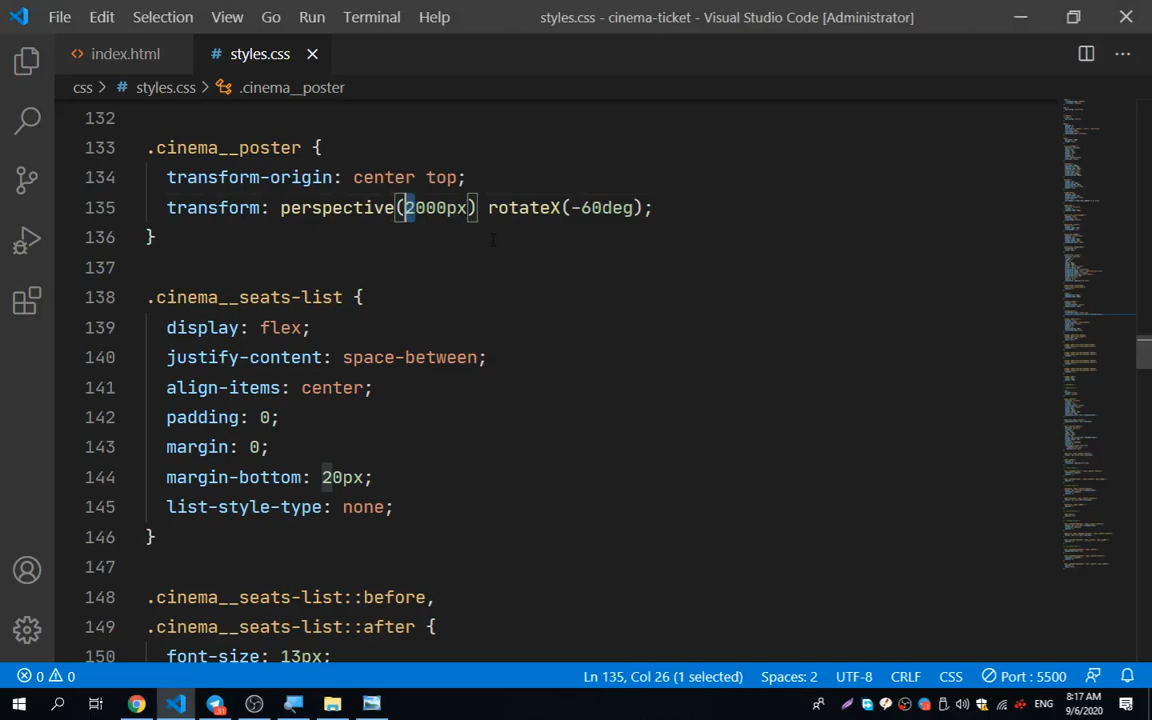 File Edit Selection View Go Run Terminal Help styles.css - cinema-ticket - Visual Studio Code [Administrator]
index.html # styles.css
css > # styles.css > .cinema__poster
132
133 .cinema__poster {
134 transform-origin: center top;
135 transform: perspective(2000px) rotateX(-60deg);
136 }
137
138 .cinema__seats-list {
139 display: flex;
140 justify-content: space-between;
141 align-items: center;
142 padding: 0;
143 margin: 0;
144 margin-bottom: 20px;
145 list-style-type: none;
146 }
147
148 .cinema__seats-list::before,
149 .cinema__seats-list::after {
150 font-size: 13px;
0 0 Ln 135, Col 26 (1 selected) Spaces: 2 UTF-8 CRLF CSS Port : 5500
ENG 8:17 AM
9/6/2020